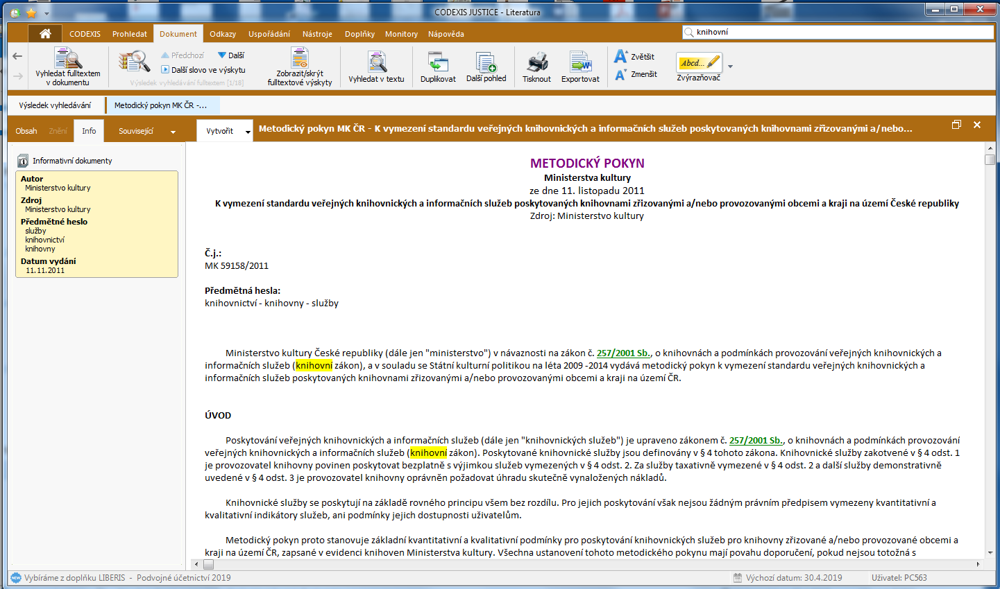 CODEXIS JUSTICE - Literatura
CODEXIS Prohledat Dokument Odkazy Uspořádání Nástroje Doplňky Monitory Nápověda
knihovní
Vyhledat fulltextem
v dokumentu
Předchozí Další
Další slovo ve výskytu
Výsledek vyhledávání fulltextem [1/18]
Zobrazit/skrýt
fulltextové výskyty
Vyhledat v textu
Duplikovat
Další pohled
Tisknout
Exportovat
Zvětšit
Zmenšit
Abcd...
Zvýrazňovač
Výsledek vyhledávání
Metodický pokyn MK ČR -...
Obsah Znění Info Související
Vytvořit
Metodický pokyn MK ČR - K vymezení standardu veřejných knihovnických a informačních služeb poskytovaných knihovnami zřizovanými a/nebo...
Informativní dokumenty
Autor
Ministerstvo kultury
Zdroj
Ministerstvo kultury
Předmětné heslo
služby
knihovnictví
knihovny
Datum vydání
11.11.2011
METODICKÝ POKYN
Ministerstva kultury
ze dne 11. listopadu 2011
K vymezení standardu veřejných knihovnických a informačních služeb poskytovaných knihovnami zřizovanými a/nebo provozovanými obcemi a kraji na území České republiky
Zdroj: Ministerstvo kultury
Č.j.:
MK 59158/2011
Předmětná hesla:
knihovnictví - knihovny - služby
Ministerstvo kultury České republiky (dále jen "ministerstvo") v návaznosti na zákon č. 257/2001 Sb., o knihovnách a podmínkách provozování veřejných knihovnických a
informačních služeb (knihovní zákon), a v souladu se Státní kulturní politikou na léta 2009 -2014 vydává metodický pokyn k vymezení standardu veřejných knihovnických a
informačních služeb poskytovaných knihovnami zřizovanými a/nebo provozovanými obcemi a kraji na území ČR.
ÚVOD
Poskytování veřejných knihovnických a informačních služeb (dále jen "knihovnických služeb") je upraveno zákonem č. 257/2001 Sb., o knihovnách a podmínkách provozování
veřejných knihovnických a informačních služeb (knihovní zákon). Poskytované knihovnické služby jsou definovány v § 4 tohoto zákona. Knihovnické služby zakotvené v § 4 odst. 1
je provozovatel knihovny povinen poskytovat bezplatně s výjimkou služeb vymezených v § 4 odst. 2. Za služby taxativně vymezené v § 4 odst. 2 a další služby demonstrativně
uvedené v § 4 odst. 3 je provozovatel knihovny oprávněn požadovat úhradu skutečně vynaložených nákladů.
Knihovnické služby se poskytují na základě rovného principu všem bez rozdílu. Pro jejich poskytování však nejsou žádným právním předpisem vymezeny kvantitativní a
kvalitativní indikátory služeb, ani podmínky jejich dostupnosti uživatelům.
Metodický pokyn proto stanovuje základní kvantitativní a kvalitativní podmínky pro poskytování knihovnických služeb pro knihovny zřizované a/nebo provozované obcemi a
kraji na území ČR, zapsané v evidenci knihoven Ministerstva kultury. Všechna ustanovení tohoto metodického pokynu mají povahu doporučení, pokud nejsou totožná s
NEW Vybíráme z doplňku LIBERIS - Podvojné účetnictví 2019
Výchozí datum: 30.4.2019
Uživatel: PC563